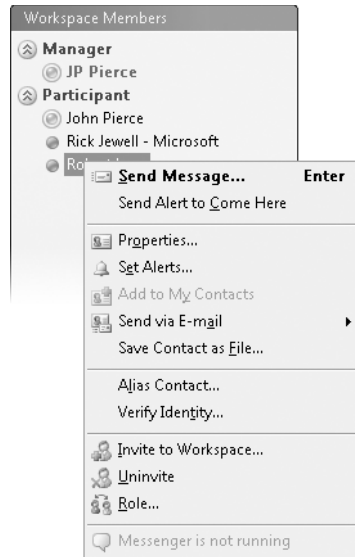 Workspace Members
Manager
JP Pierce
Participant
John Pierce
Rick Jewell - Microsoft
Send Message... Enter
Send Alert to Come Here
Properties...
Set Alerts...
Add to My Contacts
Send via E-mail
Save Contact as File...
Alias Contact...
Verify Identity...
Invite to Workspace...
Uninvite
Role...
Messenger is not running